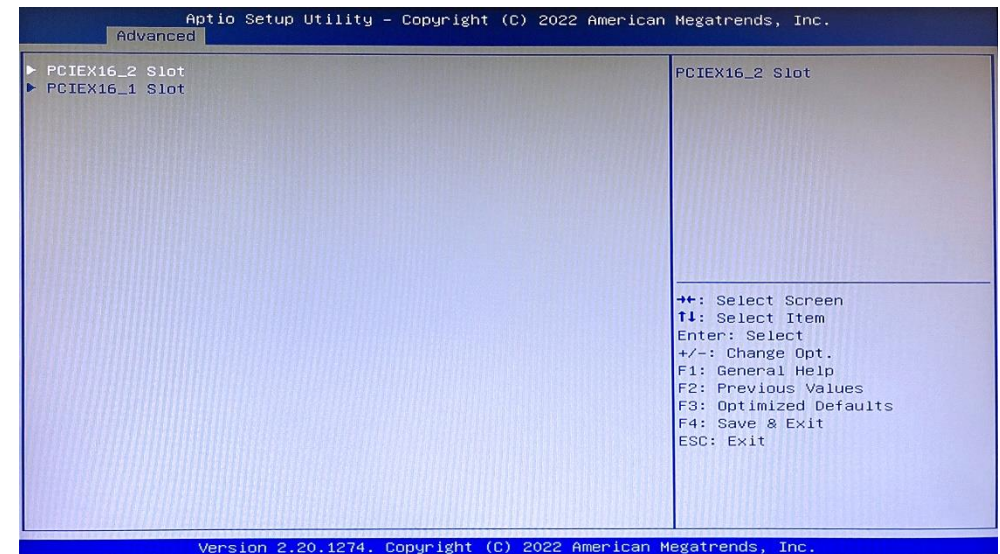 Aptio Setup Utility – Copyright (C) 2022 American Megatrends, Inc.
Advanced
▶ PCIEX16_2 Slot
▶ PCIEX16_1 Slot
PCIEX16_2 Slot
→←: Select Screen
↑↓: Select Item
Enter: Select
+/-: Change Opt.
F1: General Help
F2: Previous Values
F3: Optimized Defaults
F4: Save & Exit
ESC: Exit
Version 2.20.1274. Copyright (C) 2022 American Megatrends, Inc.